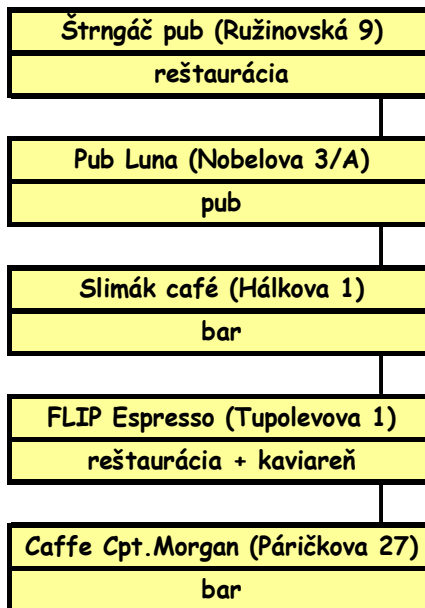 Štrngáč pub (Ružinovská 9)
reštaurácia
Pub Luna (Nobelova 3/A)
pub
Slimák café (Hálkova 1)
bar
FLIP Espresso (Tupolevova 1)
reštaurácia + kaviareň
Caffe Cpt.Morgan (Páričkova 27)
bar